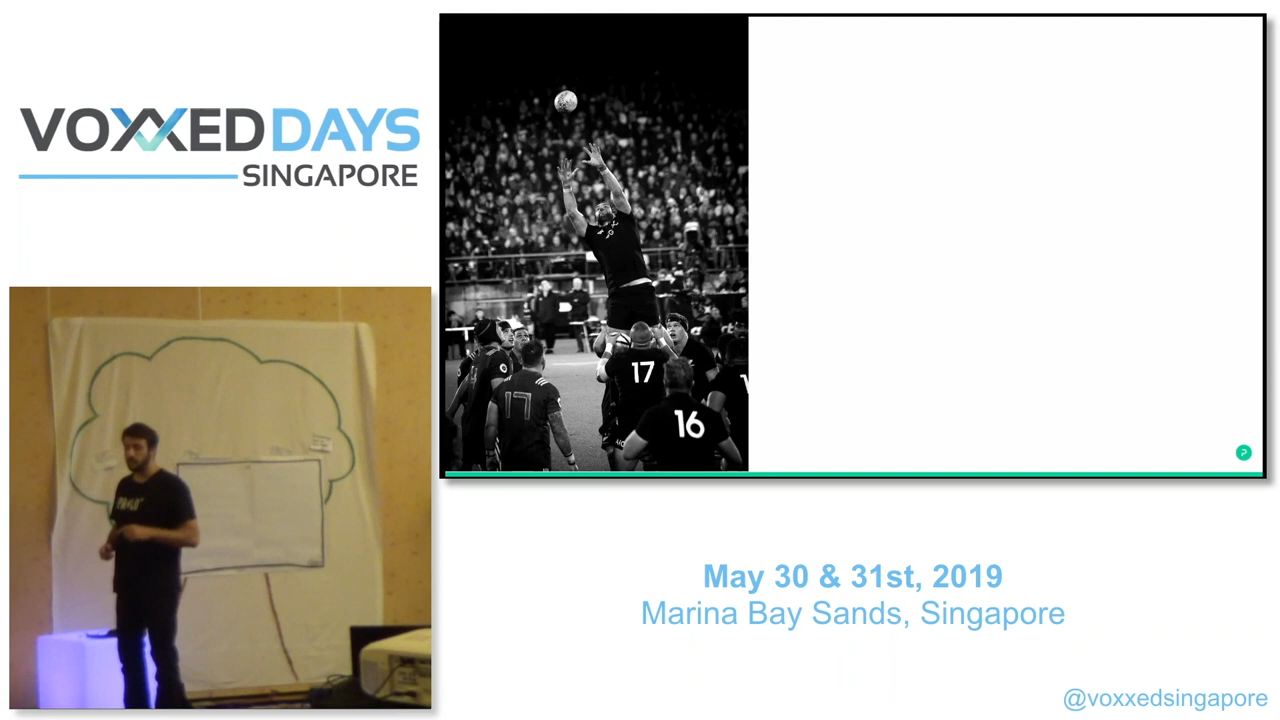 VOXXED DAYS
SINGAPORE
17
17
16
May 30 & 31st, 2019
Marina Bay Sands, Singapore
@voxxedsingapore